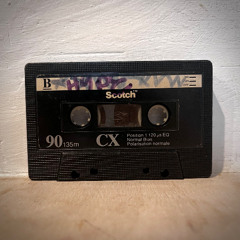 B
Scotch
90 135m CX Position 1 120 µs EQ
Normal Bias
Polarisation normale